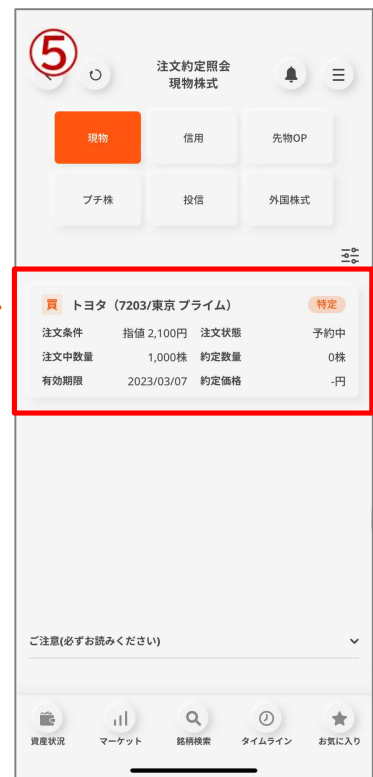 ⑤
注文約定照会
現物株式
現物
信用
先物OP
プチ株
投信
外国株式
買 トヨタ（7203/東京 プライム） 特定
注文条件 指値 2,100円 注文状態 予約中
注文中数量 1,000株 約定数量 0株
有効期限 2023/03/07 約定価格 -円
ご注意(必ずお読みください)
資産状況 マーケット 銘柄検索 タイムライン お気に入り